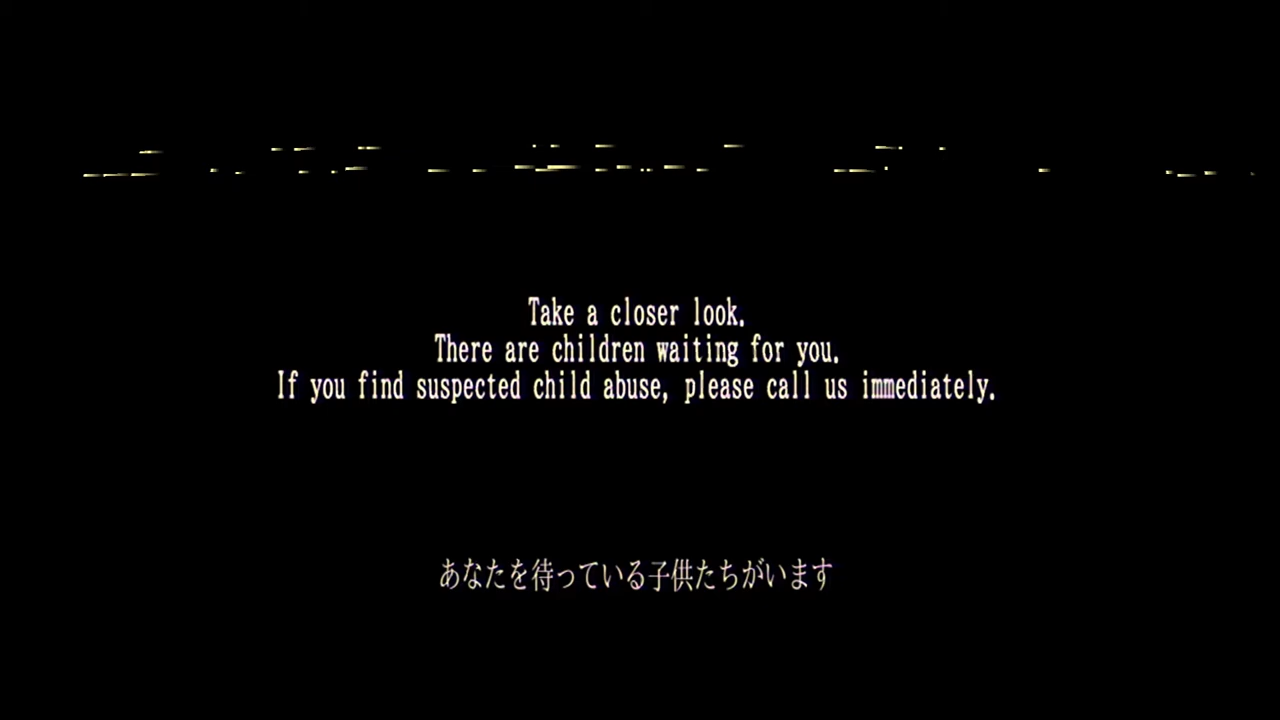 Take a closer look.
There are children waiting for you.
If you find suspected child abuse, please call us immediately.
あなたを待っている子供たちがいます